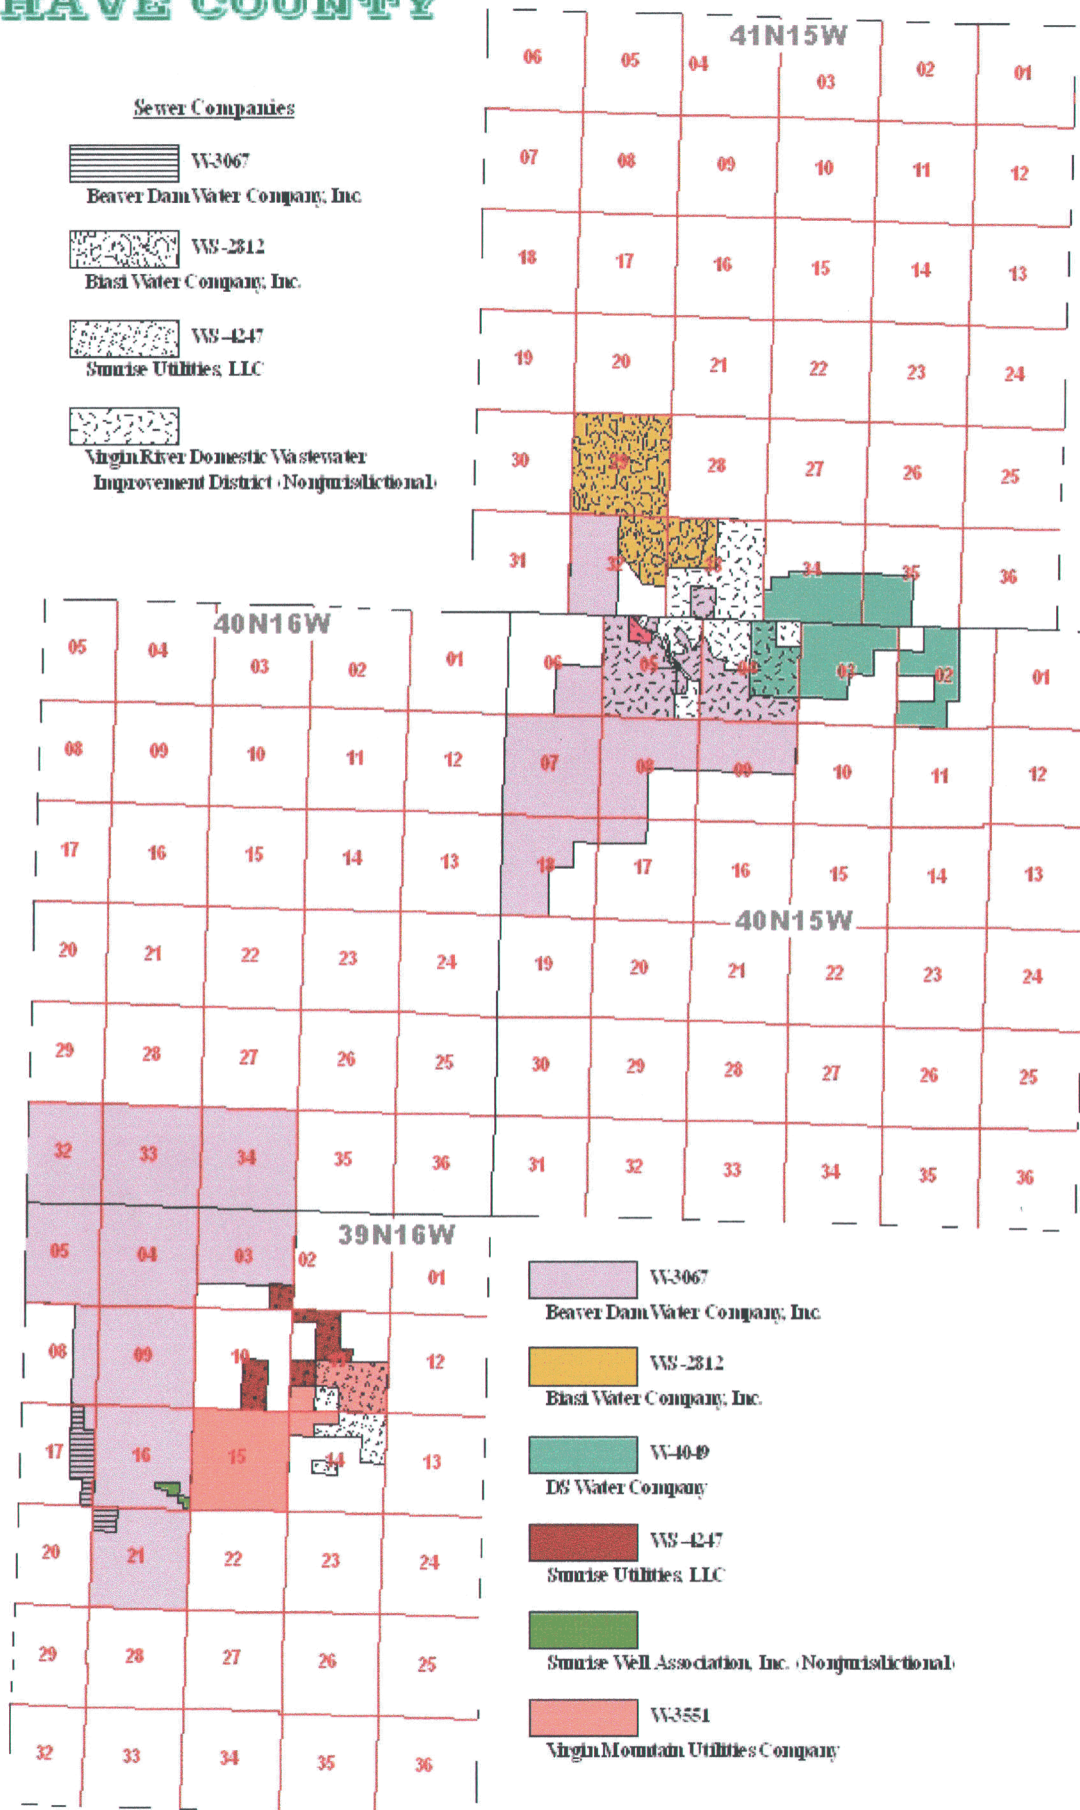 HAVE COUNTY
Sewer Companies
W-3067
Beaver Dam Water Company, Inc.
WS-2812
Biasi Water Company, Inc.
WS-4247
Sunrise Utilities, LLC
Virgin River Domestic Wastewater
Improvement District (Nonjurisdictional)
41N15W
06 05 04 03 02 01
07 08 09 10 11 12
18 17 16 15 14 13
19 20 21 22 23 24
30 29 28 27 26 25
31 32 33 34 35 36
40N16W
05 04 03 02 01
08 09 10 11 12
17 16 15 14 13
20 21 22 23 24
29 28 27 26 25
32 33 34 35 36
06 05 04 03 02 01
07 08 09 10 11 12
18 17 16 15 14 13
40N15W
19 20 21 22 23 24
30 29 28 27 26 25
31 32 33 34 35 36
39N16W
05 04 03 02 01
08 09 10 11 12
17 16 15 14 13
20 21 22 23 24
29 28 27 26 25
32 33 34 35 36
W-3067
Beaver Dam Water Company, Inc.
WS-2812
Biasi Water Company, Inc.
W-4049
DS Water Company
WS-4247
Sunrise Utilities, LLC
Sunrise Well Association, Inc. (Nonjurisdictional)
W-3551
Virgin Mountain Utilities Company